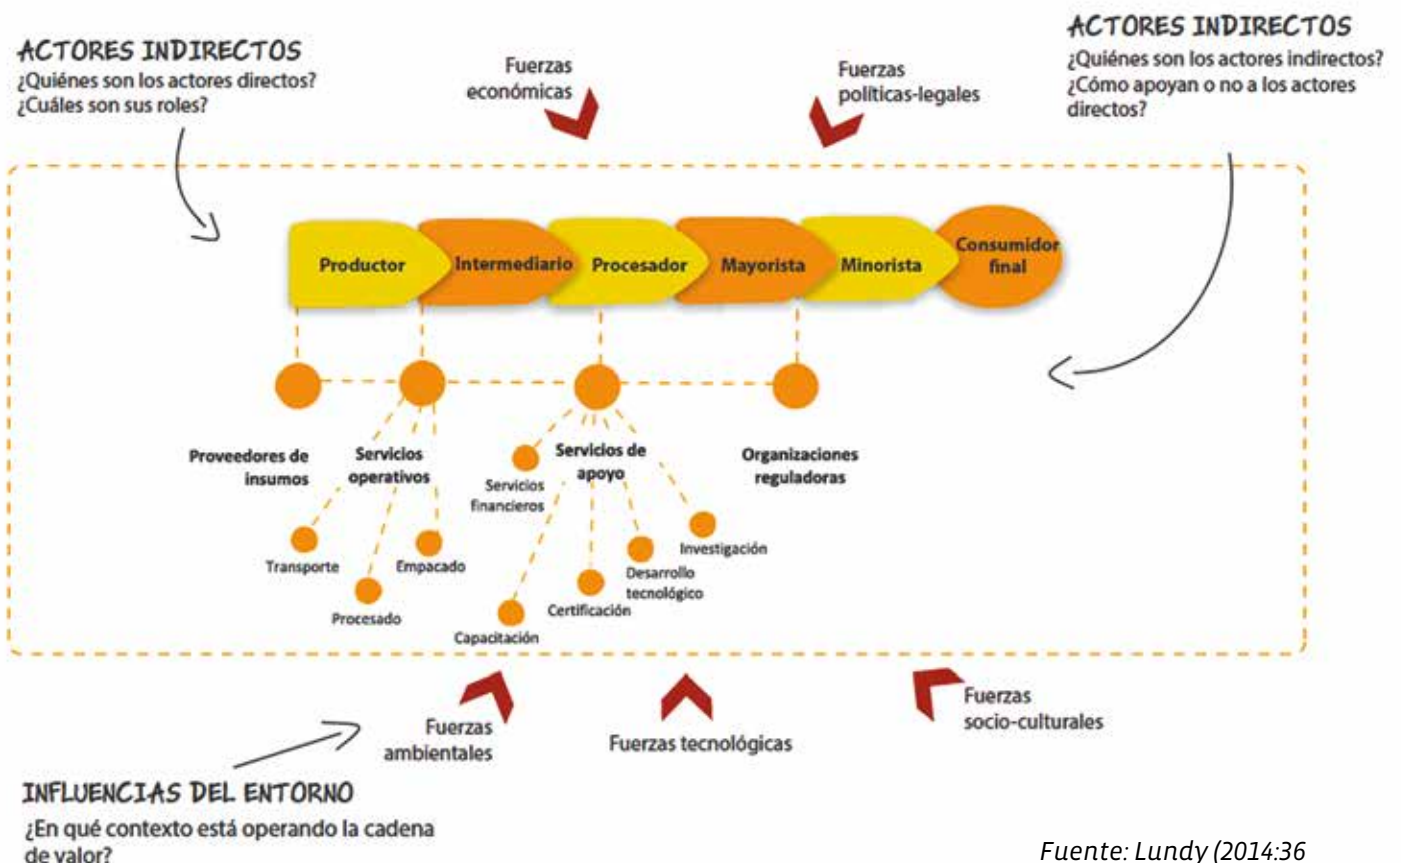 ACTORES INDIRECTOS
¿Quiénes son los actores directos?
¿Cuáles son sus roles?
Fuerzas
económicas
Fuerzas
políticas-legales
ACTORES INDIRECTOS
¿Quiénes son los actores indirectos?
¿Cómo apoyan o no a los actores
directos?
Productor
Intermediario
Procesador
Mayorista
Minorista
Consumidor
final
Proveedores de
insumos
Servicios
operativos
Servicios de
apoyo
Organizaciones
reguladoras
Transporte
Procesado
Empacado
Servicios
financieros
Capacitación
Certificación
Desarrollo
tecnológico
Investigación
Fuerzas
ambientales
Fuerzas tecnológicas
Fuerzas
socio-culturales
INFLUENCIAS DEL ENTORNO
¿En qué contexto está operando la cadena
de valor?
Fuente: Lundy (2014:36